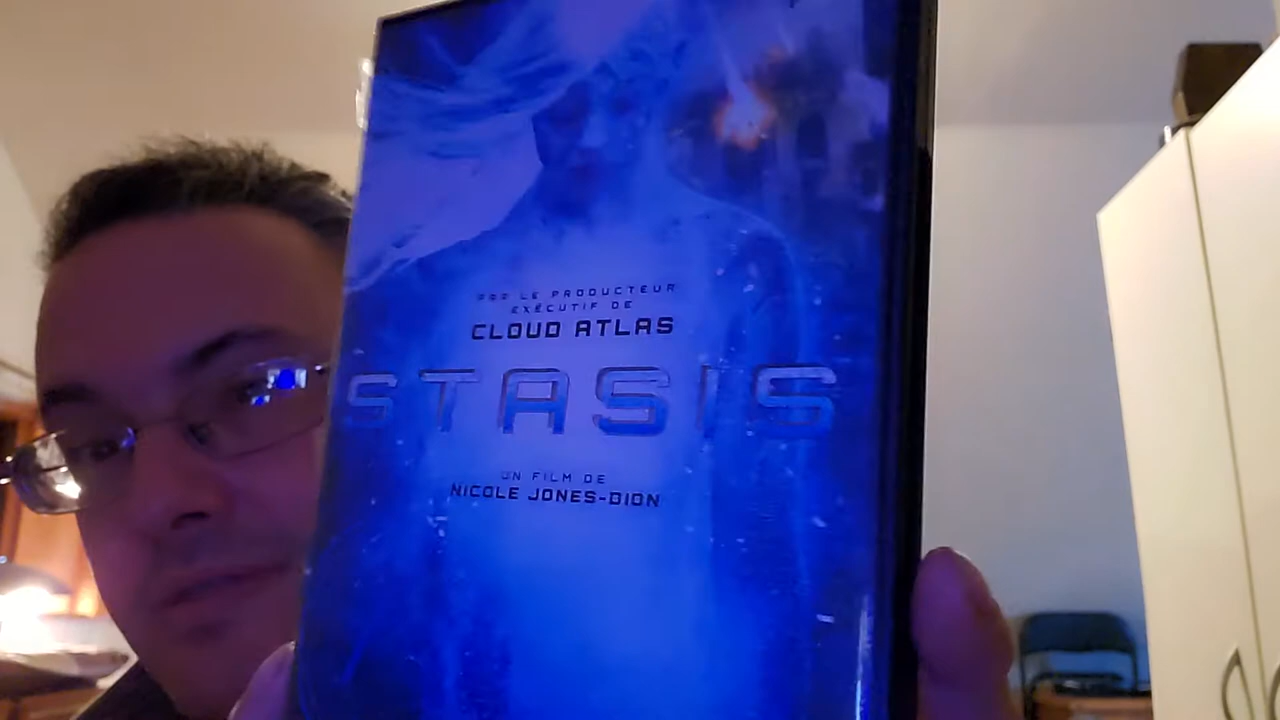 PAR LE PRODUCTEUR
EXÉCUTIF DE
CLOUD ATLAS
STASIS
UN FILM DE
NICOLE JONES-DION